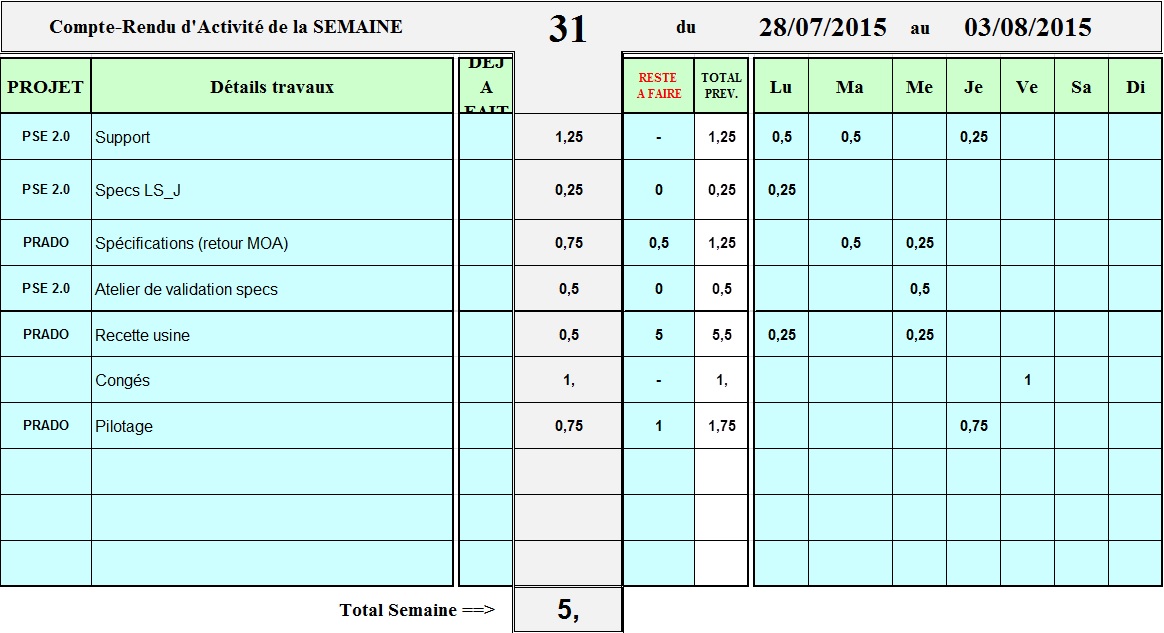 Compte-Rendu d'Activité de la SEMAINE 31 du 28/07/2015 au 03/08/2015
PROJET Détails travaux DEJ A FAIT RESTE A FAIRE TOTAL PREV. Lu Ma Me Je Ve Sa Di
PSE 2.0 Support 1,25 - 1,25 0,5 0,5 0,25
PSE 2.0 Specs LS_J 0,25 0 0,25 0,25
PRADO Spécifications (retour MOA) 0,75 0,5 1,25 0,5 0,25
PSE 2.0 Atelier de validation specs 0,5 0 0,5 0,5
PRADO Recette usine 0,5 5 5,5 0,25 0,25
Congés 1, - 1, 1
PRADO Pilotage 0,75 1 1,75 0,75
Total Semaine ==> 5,